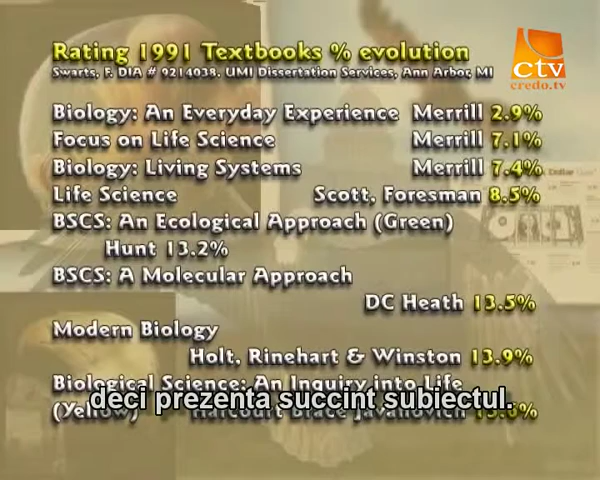 Rating 1991 Textbooks % evolution
Swarts, F. DIA # 9214038. UMI Dissertation Services, Ann Arbor, MI
ctv
credo.tv
Biology: An Everyday Experience Merrill 2.9%
Focus on Life Science Merrill 7.1%
Biology: Living Systems Merrill 7.4%
Life Science Scott, Foresman 8.5%
BSCS: An Ecological Approach (Green)
Hunt 13.2%
BSCS: A Molecular Approach
DC Heath 13.5%
Modern Biology
Holt, Rinehart & Winston 13.9%
Biological Science: An Inquiry into Life
deci prezenta succint subiectul.
(Yellow) Harcourt Brace